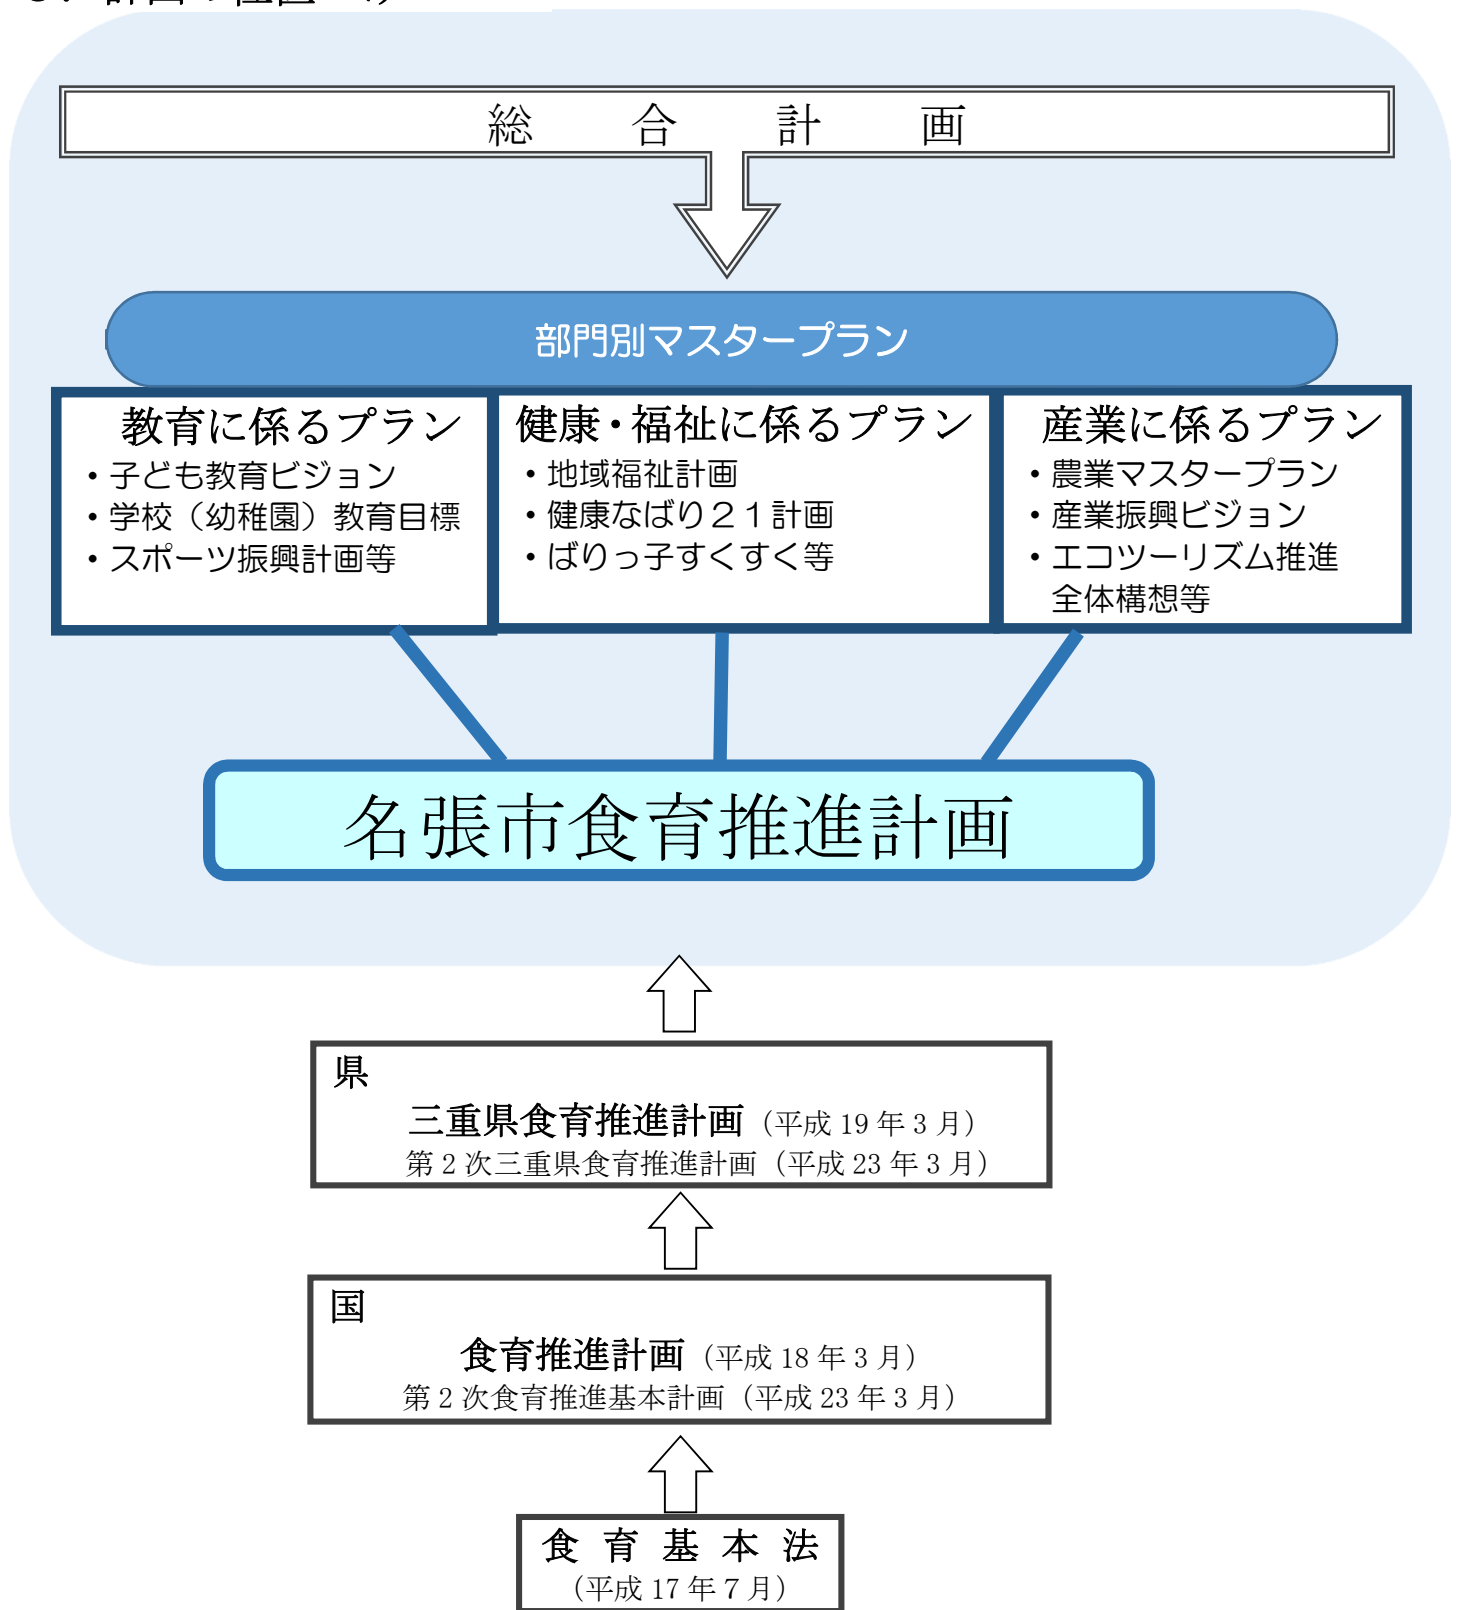 総合計画
部門別マスタープラン
教育に係るプラン
・子ども教育ビジョン
・学校（幼稚園）教育目標
・スポーツ振興計画等
健康・福祉に係るプラン
・地域福祉計画
・健康なばり２１計画
・ばりっ子すくすく等
産業に係るプラン
・農業マスタープラン
・産業振興ビジョン
・エコツーリズム推進
全体構想等
名張市食育推進計画
県
三重県食育推進計画（平成 19 年 3 月）
第 2 次三重県食育推進計画（平成 23 年 3 月）
国
食育推進計画（平成 18 年 3 月）
第 2 次食育推進基本計画（平成 23 年 3 月）
食育基本法
（平成 17 年 7 月）